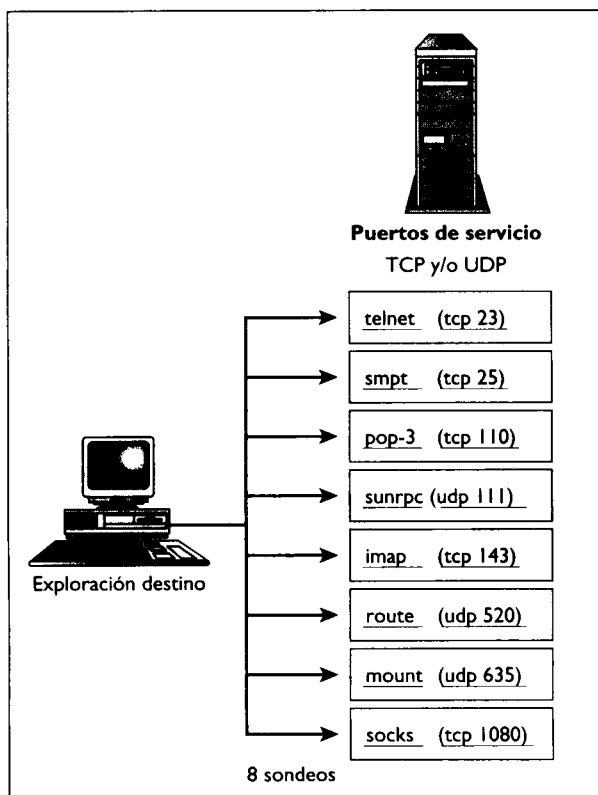 Puertos de servicio
TCP y/o UDP
telnet (tcp 23)
smpt (tcp 25)
pop-3 (tcp 110)
sunrpc (udp 111)
imap (tcp 143)
route (udp 520)
mount (udp 635)
socks (tcp 1080)
Exploración destino
8 sondeos